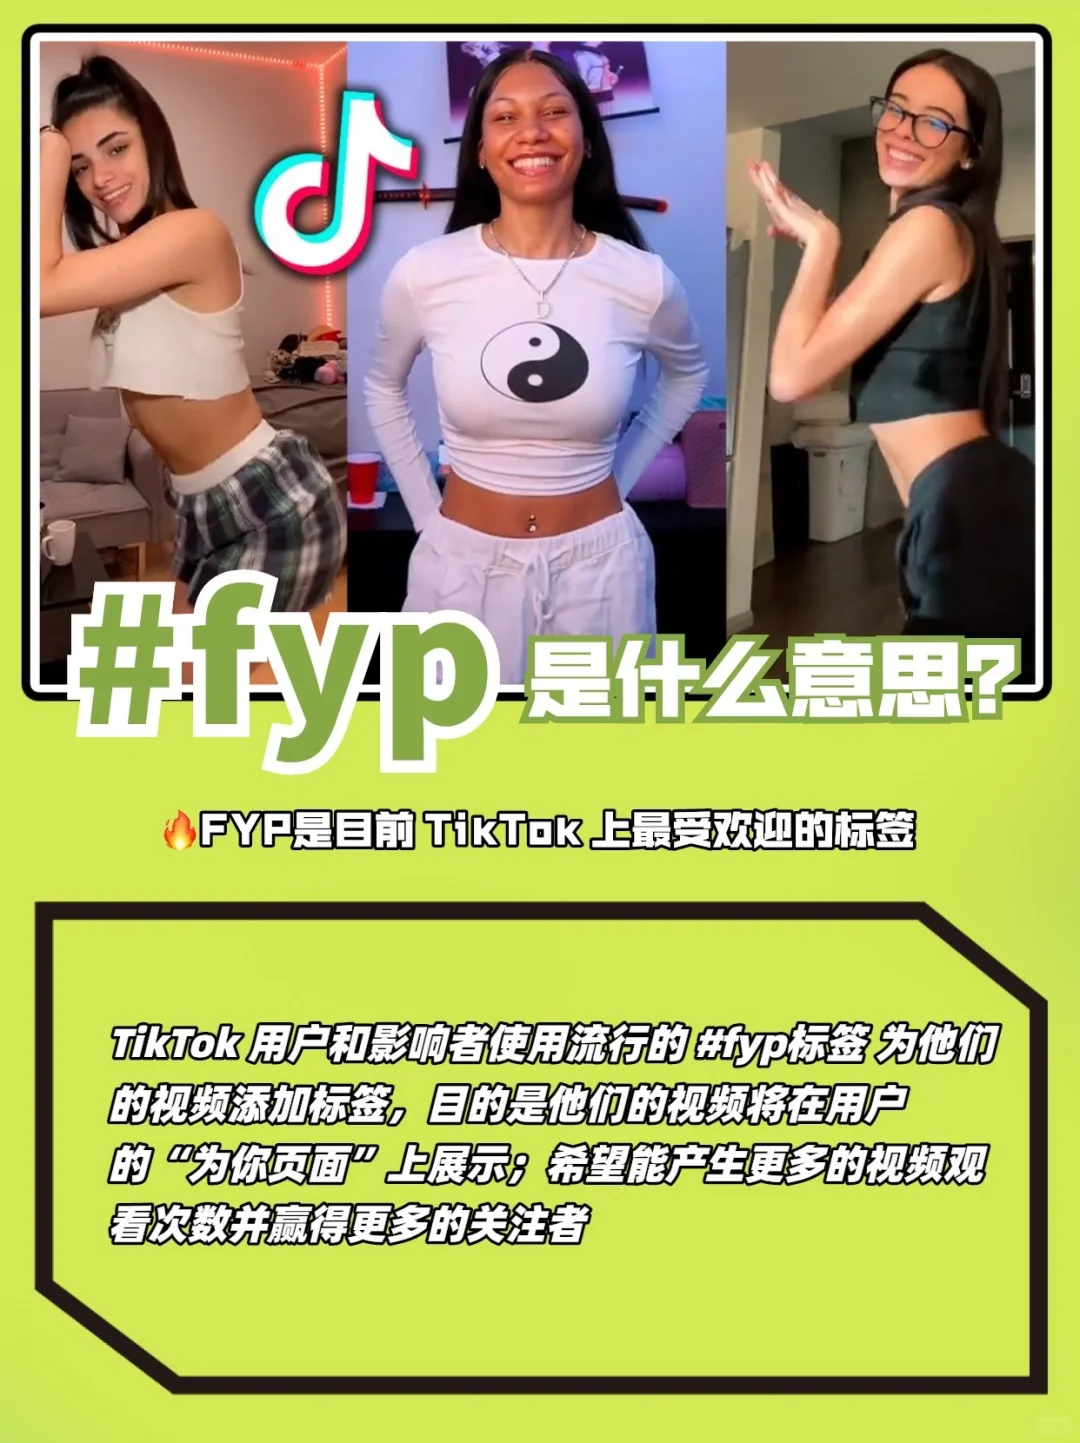 #fyp 是什么意思?
🔥FYP是目前 TikTok 上最受欢迎的标签
TikTok 用户和影响者使用流行的 #fyp标签 为他们
的视频添加标签，目的是他们的视频将在用户
的“为你页面”上展示；希望能产生更多的视频观
看次数并赢得更多的关注者